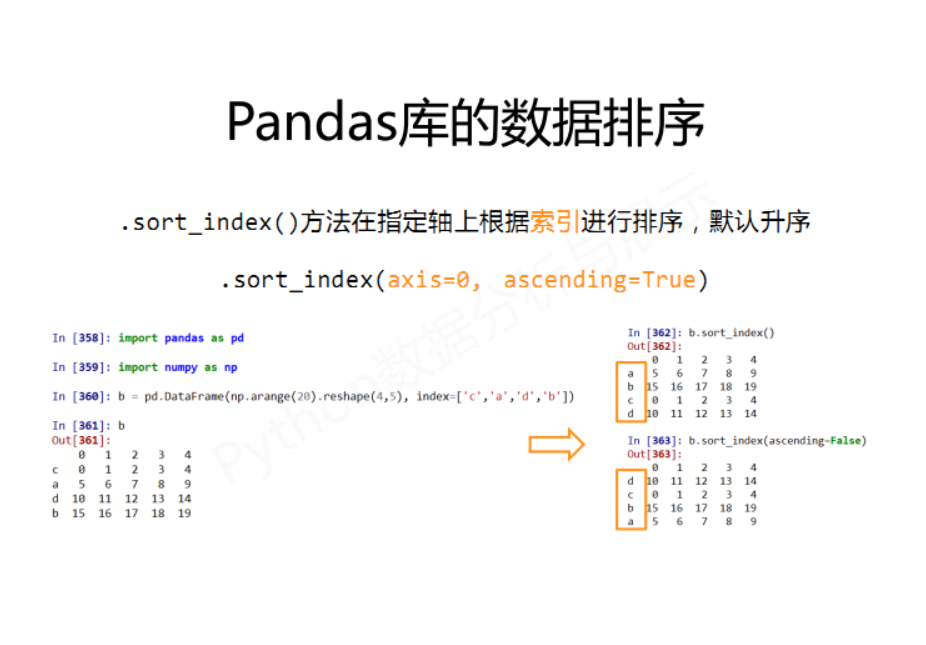 Pandas库的数据排序
.sort_index()方法在指定轴上根据索引进行排序，默认升序
.sort_index(axis=0, ascending=True)
In [358]: import pandas as pd
In [359]: import numpy as np
In [360]: b = pd.DataFrame(np.arange(20).reshape(4,5), index=['c','a','d','b'])
In [361]: b
Out[361]:
0 1 2 3 4
c 0 1 2 3 4
a 5 6 7 8 9
d 10 11 12 13 14
b 15 16 17 18 19
In [362]: b.sort_index()
Out[362]:
0 1 2 3 4
a 5 6 7 8 9
b 15 16 17 18 19
c 0 1 2 3 4
d 10 11 12 13 14
In [363]: b.sort_index(ascending=False)
Out[363]:
0 1 2 3 4
d 10 11 12 13 14
c 0 1 2 3 4
b 15 16 17 18 19
a 5 6 7 8 9
Python数据分析与展示